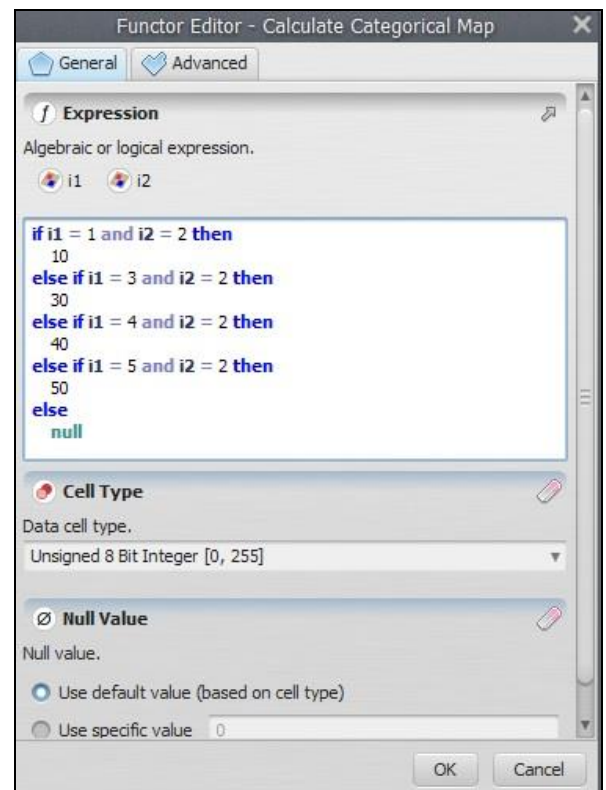 Functor Editor - Calculate Categorical Map
General Advanced
Expression
Algebraic or logical expression.
i1 i2
if i1 = 1 and i2 = 2 then
10
else if i1 = 3 and i2 = 2 then
30
else if i1 = 4 and i2 = 2 then
40
else if i1 = 5 and i2 = 2 then
50
else
null
Cell Type
Data cell type.
Unsigned 8 Bit Integer [0, 255]
Null Value
Null value.
Use default value (based on cell type)
Use specific value 0
OK Cancel